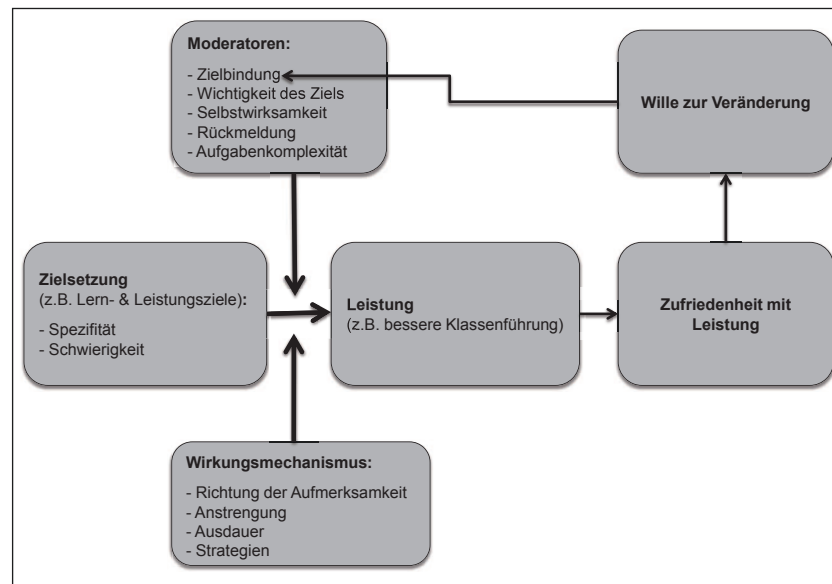 Moderatoren:
- Zielbindung
- Wichtigkeit des Ziels
- Selbstwirksamkeit
- Rückmeldung
- Aufgabenkomplexität
Wille zur Veränderung
Zielsetzung
(z.B. Lern- & Leistungsziele):
- Spezifität
- Schwierigkeit
Leistung
(z.B. bessere Klassenführung)
Zufriedenheit mit
Leistung
Wirkungsmechanismus:
- Richtung der Aufmerksamkeit
- Anstrengung
- Ausdauer
- Strategien